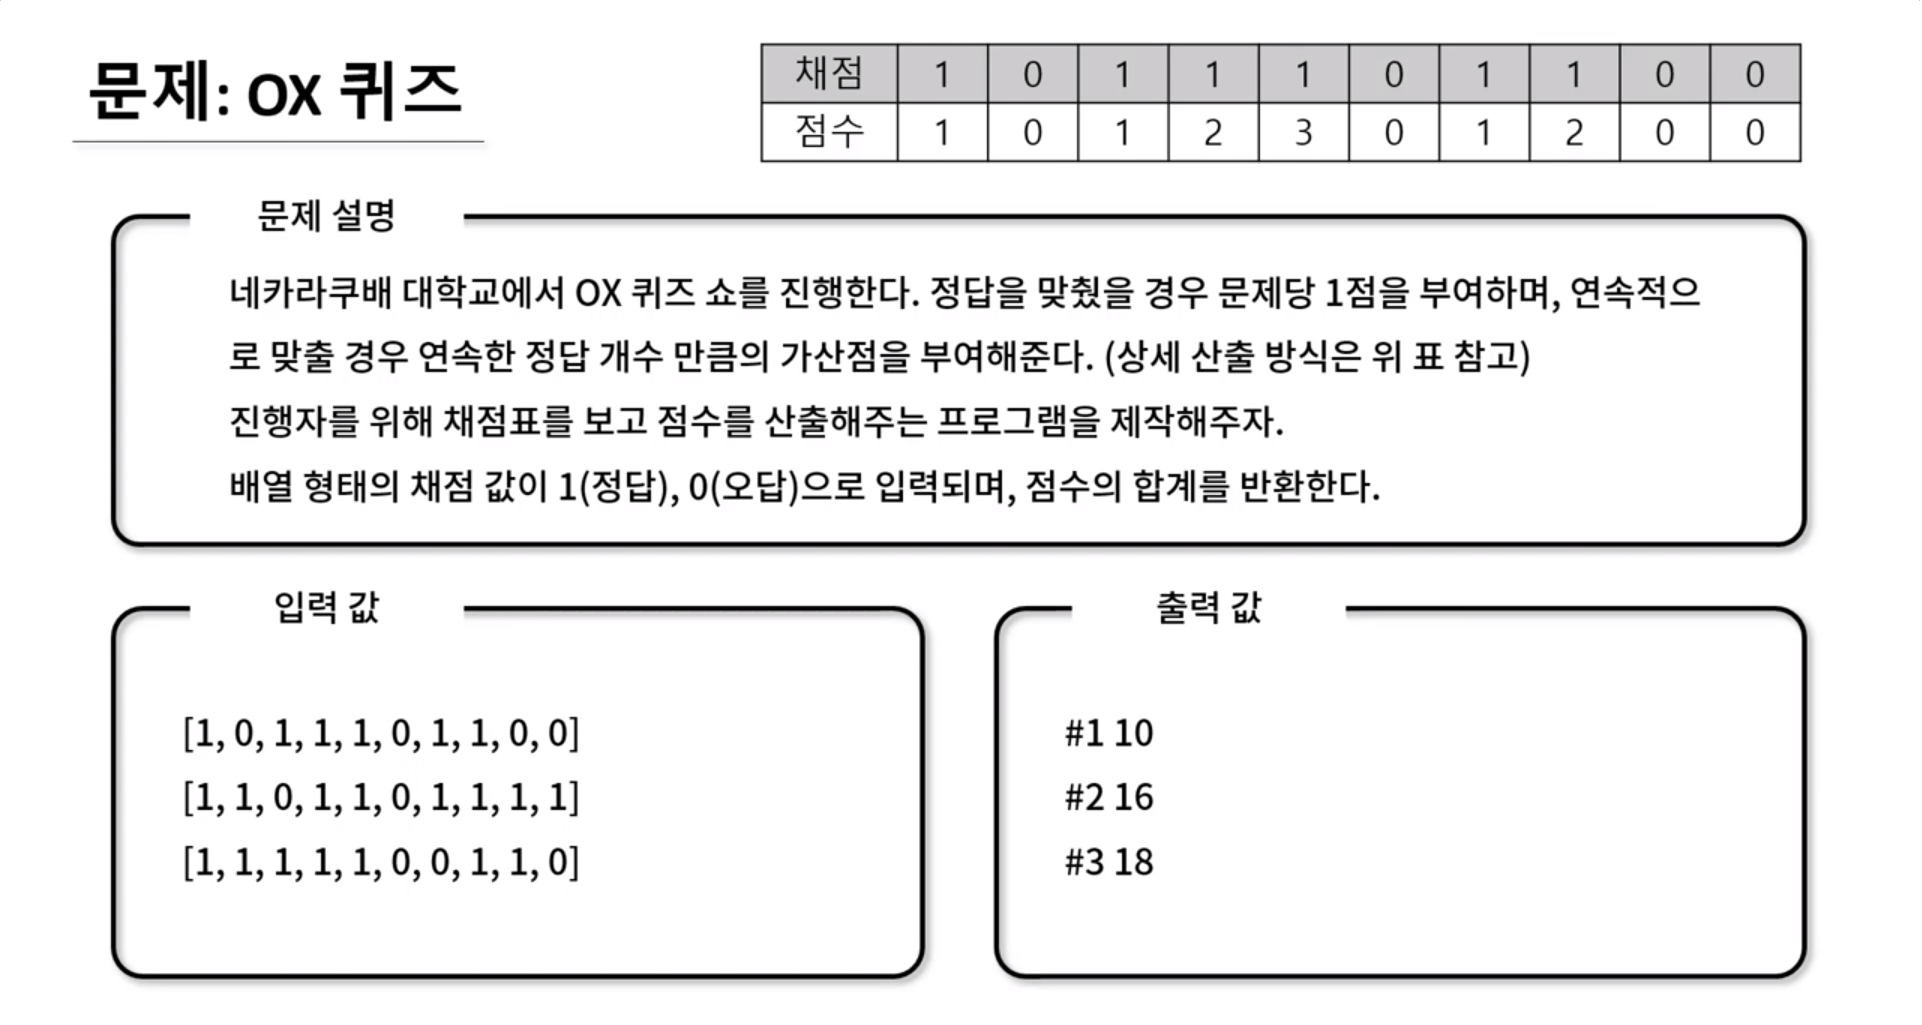 문제: OX 퀴즈
채점 1 0 1 1 1 0 1 1 0 0
점수 1 0 1 2 3 0 1 2 0 0
문제 설명
네카라쿠배 대학교에서 OX 퀴즈 쇼를 진행한다. 정답을 맞췄을 경우 문제당 1점을 부여하며, 연속적으
로 맞출 경우 연속한 정답 개수 만큼의 가산점을 부여해준다. (상세 산출 방식은 위 표 참고)
진행자를 위해 채점표를 보고 점수를 산출해주는 프로그램을 제작해주자.
배열 형태의 채점 값이 1(정답), 0(오답)으로 입력되며, 점수의 합계를 반환한다.
입력 값
[1, 0, 1, 1, 1, 0, 1, 1, 0, 0]
[1, 1, 0, 1, 1, 0, 1, 1, 1, 1]
[1, 1, 1, 1, 1, 0, 0, 1, 1, 0]
출력 값
#1 10
#2 16
#3 18